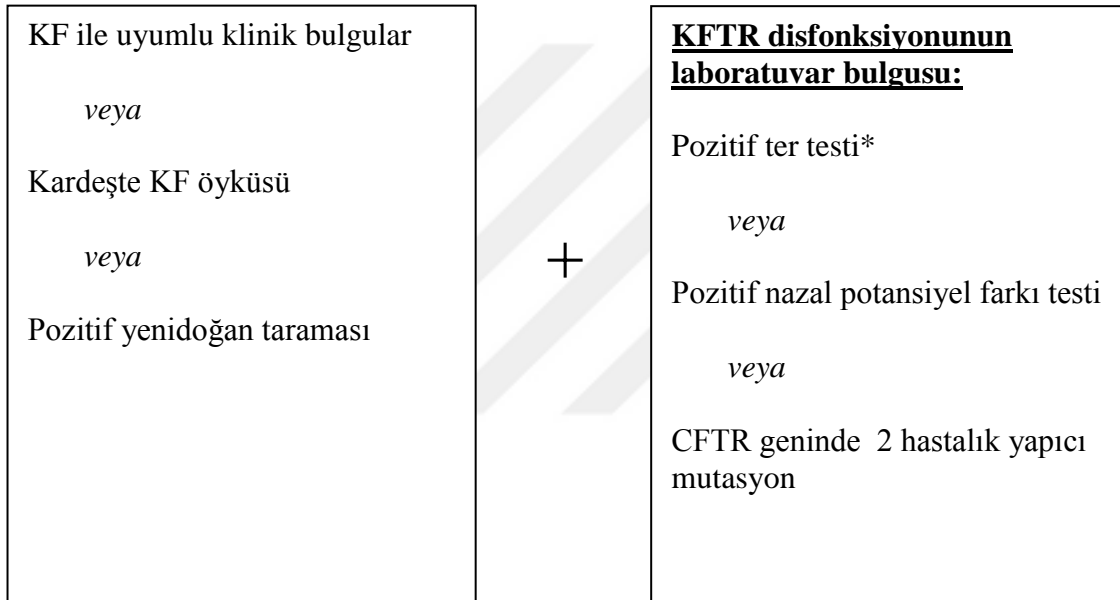 KF ile uyumlu klinik bulgular
veya
Kardeşte KF öyküsü
veya
Pozitif yenidoğan taraması
+
KFTR disfonksiyonunun
laboratuvar bulgusu:
Pozitif ter testi*
veya
Pozitif nazal potansiyel farkı testi
veya
CFTR geninde 2 hastalık yapıcı
mutasyon